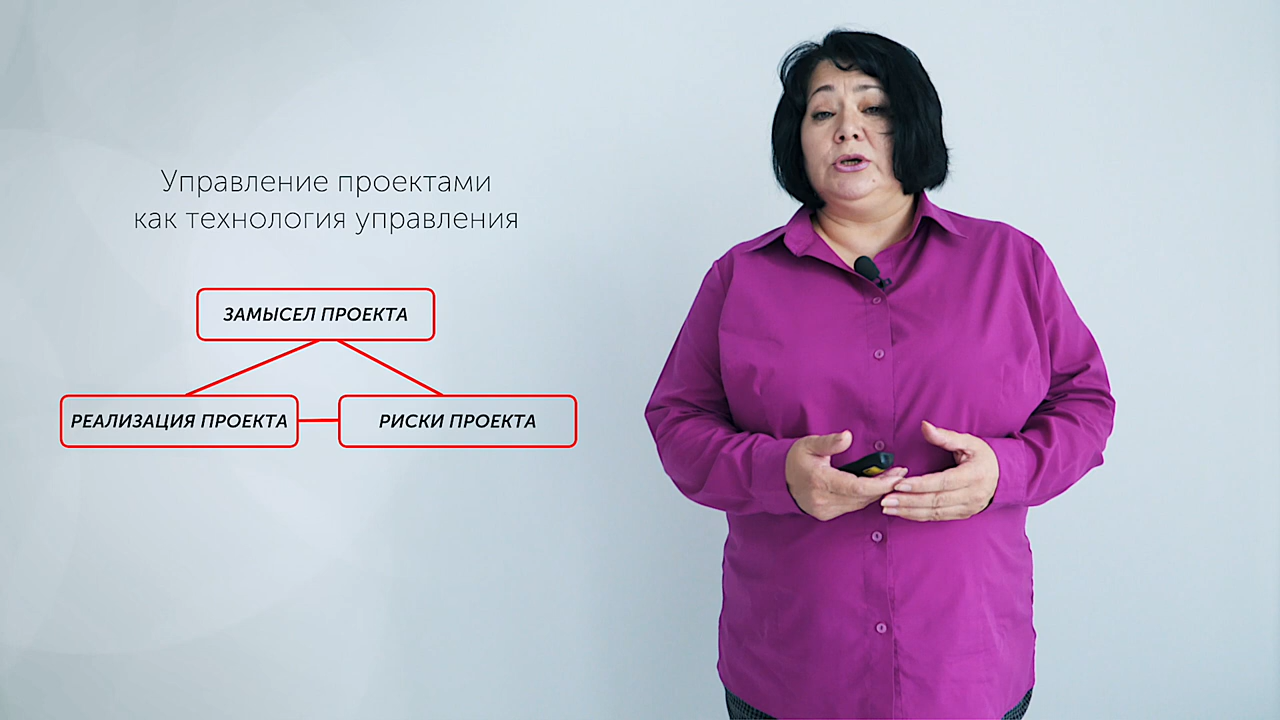 Управление проектами
как технология управления
ЗАМЫСЕЛ ПРОЕКТА
РЕАЛИЗАЦИЯ ПРОЕКТА
РИСКИ ПРОЕКТА